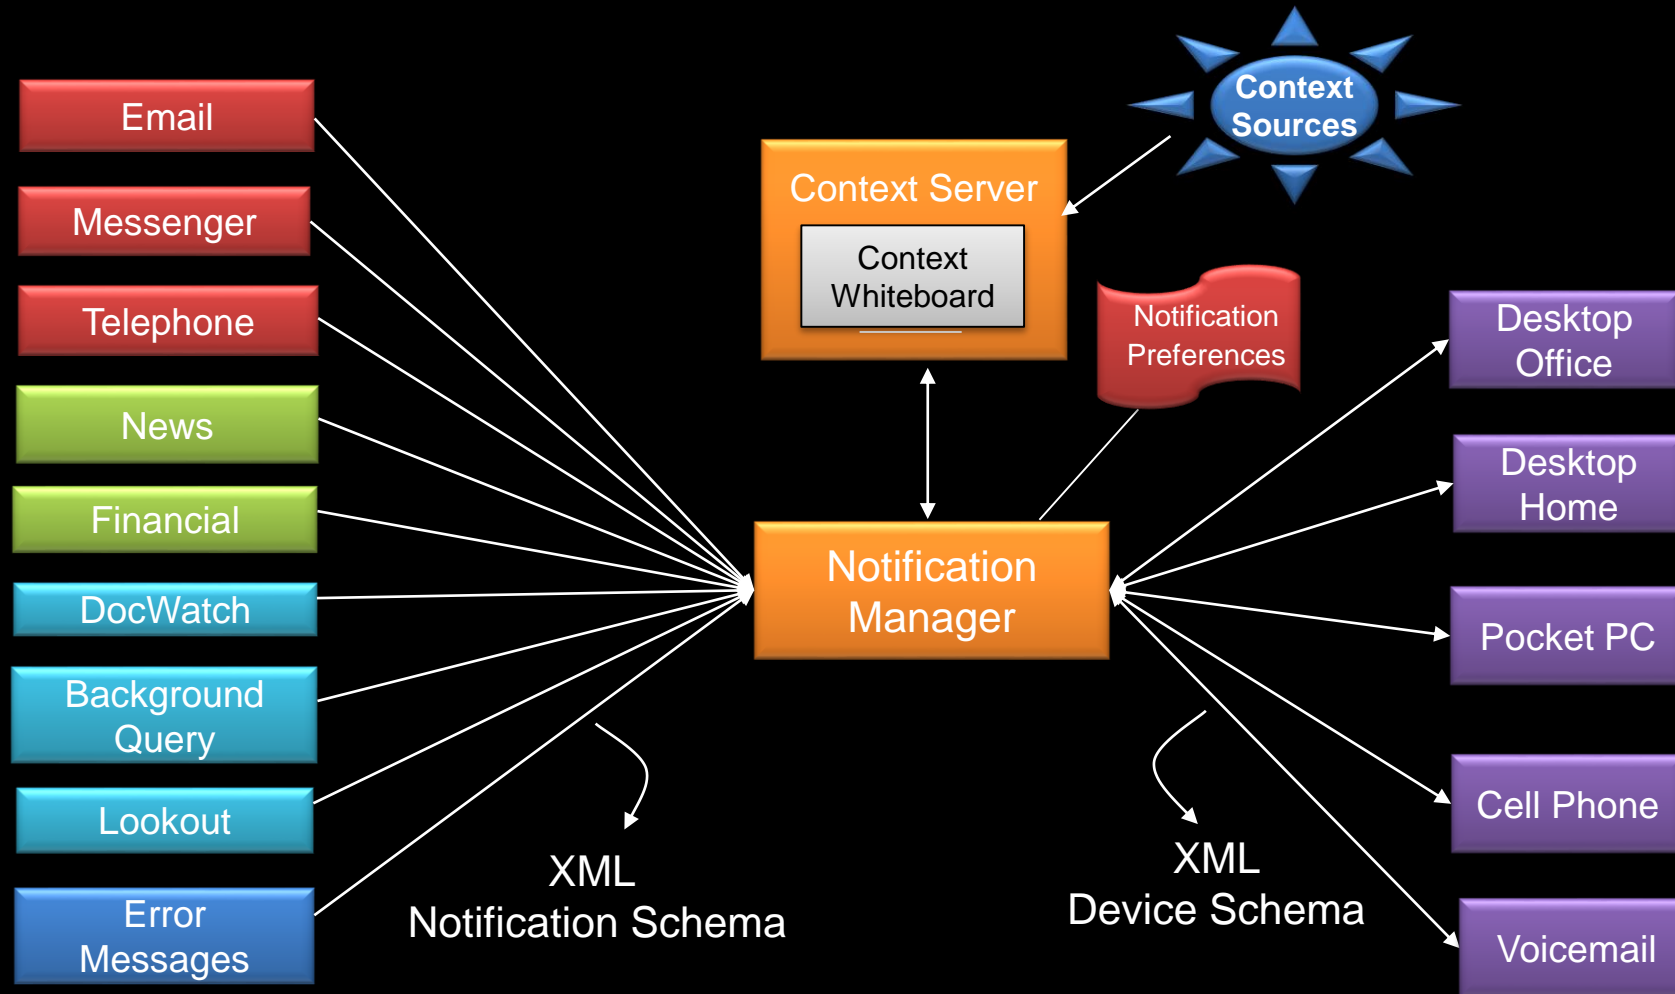 Email
Messenger
Telephone
News
Financial
DocWatch
Background
Query
Lookout
Error
Messages
Context
Sources
Context Server
Context
Whiteboard
Notification
Preferences
Notification
Manager
XML
Notification Schema
XML
Device Schema
Desktop
Office
Desktop
Home
Pocket PC
Cell Phone
Voicemail